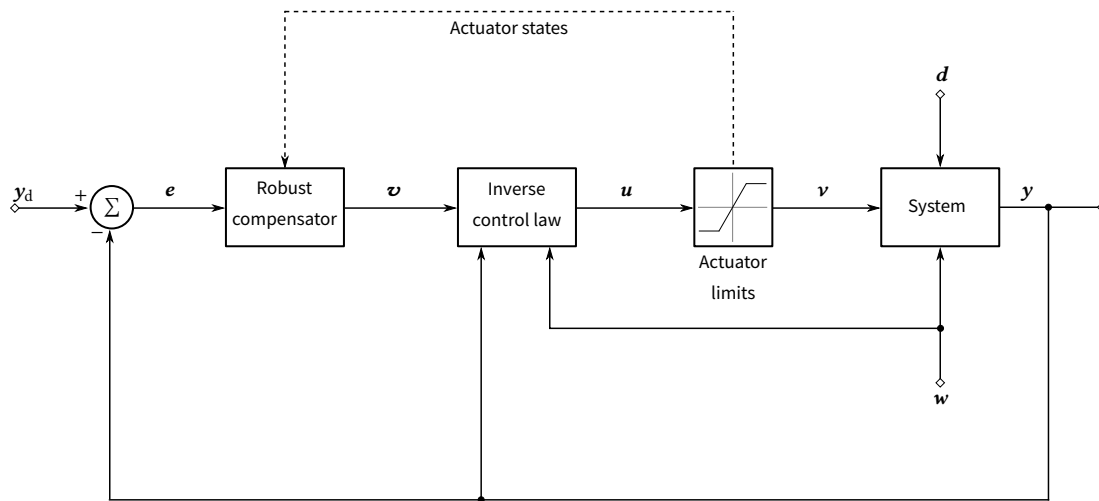 Actuator states
d
y_d
+
−
Σ
e
Robust
compensator
v
Inverse
control law
u
Actuator
limits
ν
System
y
w